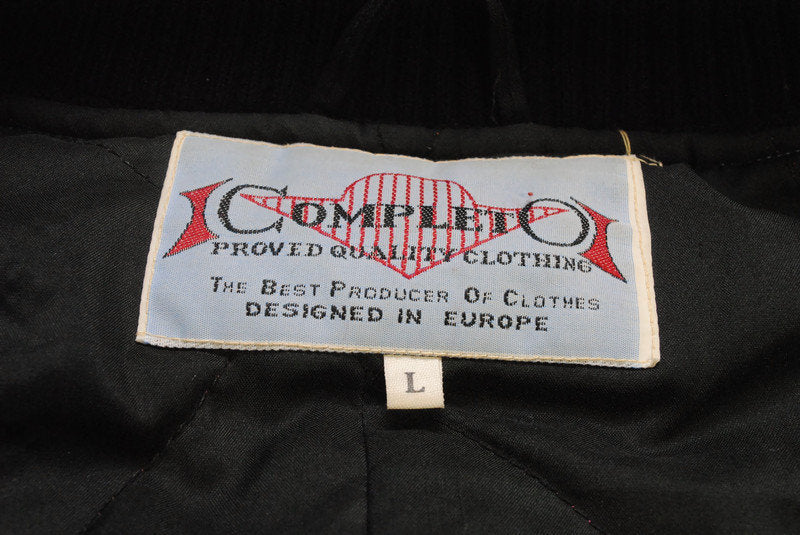 COMPLETO
PROVED QUALITY CLOTHING
THE BEST PRODUCER OF CLOTHES
DESIGNED IN EUROPE
L